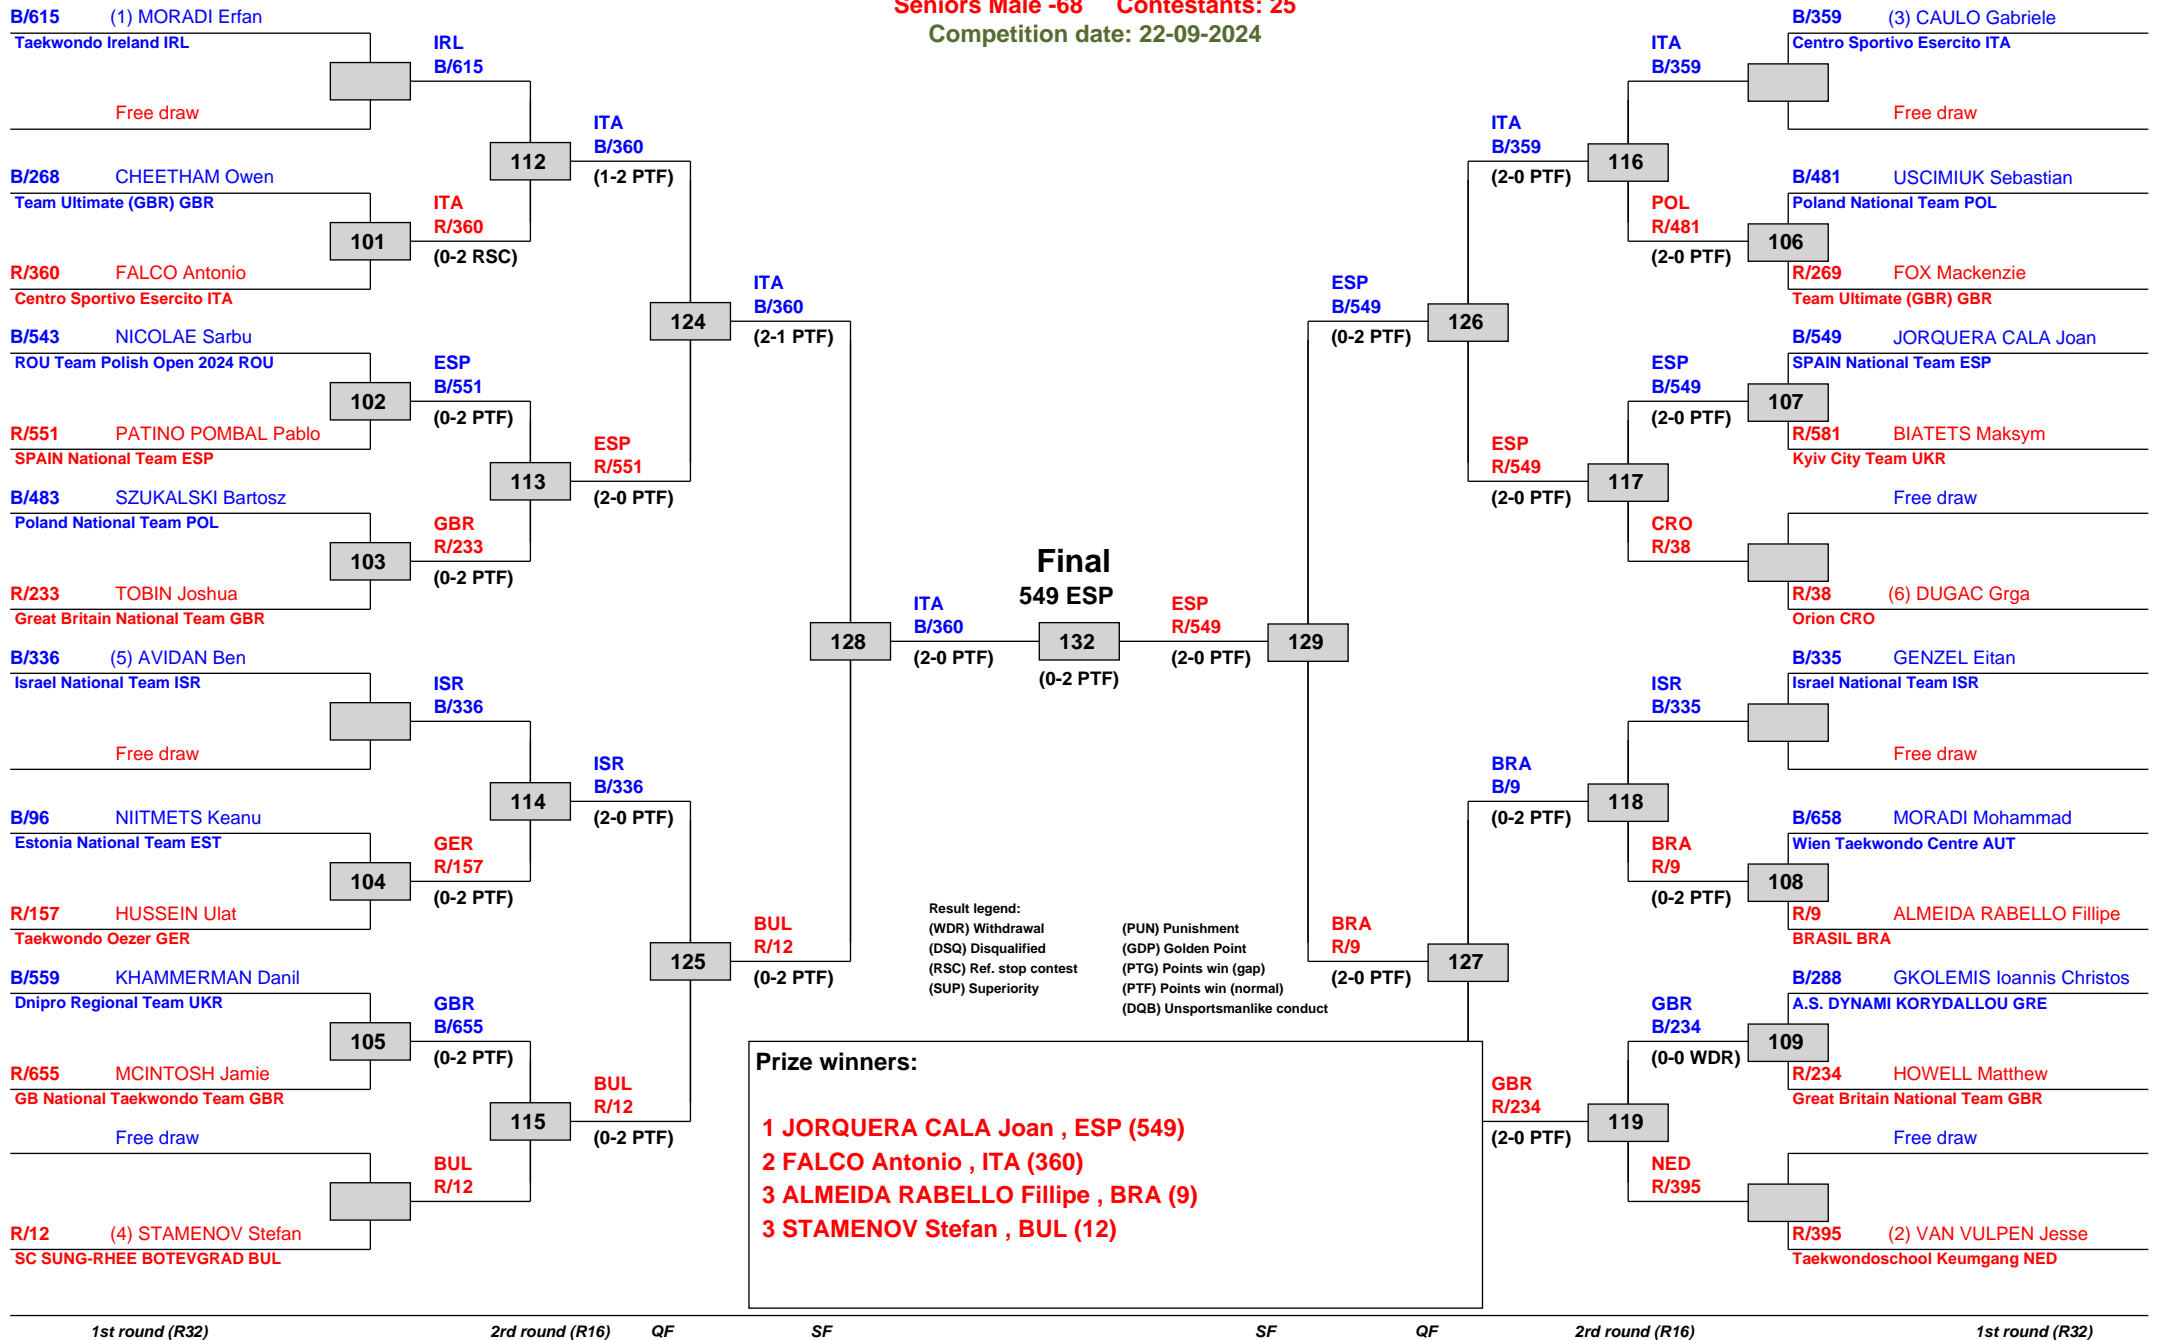 Seniors Male -68 Contestants: 25
Competition date: 22-09-2024
B/615 (1) MORADI Erfan
Taekwondo Ireland IRL
Free draw
B/268 CHEETHAM Owen
Team Ultimate (GBR) GBR
101
R/360 FALCO Antonio
Centro Sportivo Esercito ITA
B/543 NICOLAE Sarbu
ROU Team Polish Open 2024 ROU
102
R/551 PATINO POMBAL Pablo
SPAIN National Team ESP
B/483 SZUKALSKI Bartosz
Poland National Team POL
103
R/233 TOBIN Joshua
Great Britain National Team GBR
B/336 (5) AVIDAN Ben
Israel National Team ISR
Free draw
B/96 NIITMETS Keanu
Estonia National Team EST
104
R/157 HUSSEIN Ulat
Taekwondo Oezer GER
B/559 KHAMMERMAN Danil
Dnipro Regional Team UKR
105
R/655 MCINTOSH Jamie
GB National Taekwondo Team GBR
Free draw
R/12 (4) STAMENOV Stefan
SC SUNG-RHEE BOTEVGRAD BUL
IRL
B/615
112
ITA
R/360
(0-2 RSC)
ESP
B/551
(0-2 PTF)
113
GBR
R/233
(0-2 PTF)
ISR
B/336
114
GER
R/157
(0-2 PTF)
GBR
B/655
(0-2 PTF)
115
BUL
R/12
ITA
B/360
(1-2 PTF)
124
ESP
R/551
(2-0 PTF)
ISR
B/336
(2-0 PTF)
125
BUL
R/12
(0-2 PTF)
ITA
B/360
(2-1 PTF)
128
BUL
R/12
(0-2 PTF)
ITA
B/360
(2-0 PTF)
Final
549 ESP
132
(0-2 PTF)
ESP
R/549
(2-0 PTF)
129
ESP
B/549
(0-2 PTF)
126
BRA
R/9
(2-0 PTF)
127
ITA
B/359
(2-0 PTF)
116
ESP
R/549
(2-0 PTF)
117
BRA
B/9
(0-2 PTF)
118
GBR
R/234
(2-0 PTF)
119
ITA
B/359
POL
R/481
(2-0 PTF)
ESP
B/549
(2-0 PTF)
CRO
R/38
ISR
B/335
BRA
R/9
(0-2 PTF)
GBR
B/234
(0-0 WDR)
NED
R/395
B/359 (3) CAULO Gabriele
Centro Sportivo Esercito ITA
Free draw
B/481 USCIMIUK Sebastian
Poland National Team POL
106
R/269 FOX Mackenzie
Team Ultimate (GBR) GBR
B/549 JORQUERA CALA Joan
SPAIN National Team ESP
107
R/581 BIATETS Maksym
Kyiv City Team UKR
Free draw
R/38 (6) DUGAC Grga
Orion CRO
B/335 GENZEL Eitan
Israel National Team ISR
Free draw
B/658 MORADI Mohammad
Wien Taekwondo Centre AUT
108
R/9 ALMEIDA RABELLO Fillipe
BRASIL BRA
B/288 GKOLEMIS Ioannis Christos
A.S. DYNAMI KORYDALLOU GRE
109
R/234 HOWELL Matthew
Great Britain National Team GBR
Free draw
R/395 (2) VAN VULPEN Jesse
Taekwondoschool Keumgang NED
Result legend:
(WDR) Withdrawal (PUN) Punishment
(DSQ) Disqualified (GDP) Golden Point
(RSC) Ref. stop contest (PTG) Points win (gap)
(SUP) Superiority (PTF) Points win (normal)
(DQB) Unsportsmanlike conduct
Prize winners:
1 JORQUERA CALA Joan , ESP (549)
2 FALCO Antonio , ITA (360)
3 ALMEIDA RABELLO Fillipe , BRA (9)
3 STAMENOV Stefan , BUL (12)
1st round (R32) 2rd round (R16) QF SF SF QF 2rd round (R16) 1st round (R32)